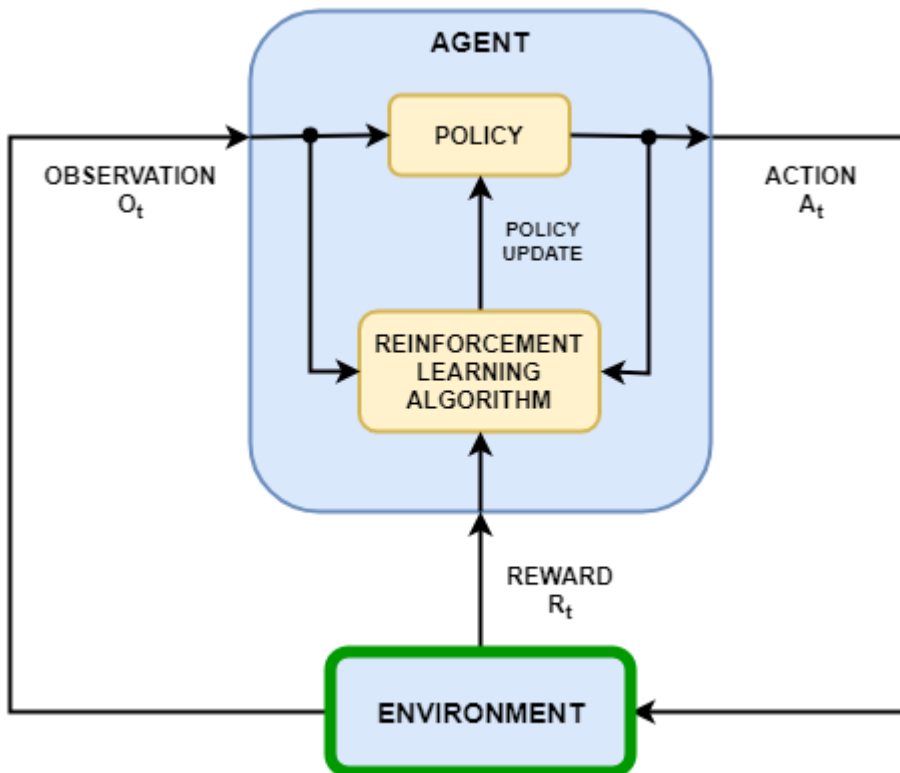 AGENT
POLICY
OBSERVATION
Oₜ
ACTION
Aₜ
POLICY
UPDATE
REINFORCEMENT
LEARNING
ALGORITHM
REWARD
Rₜ
ENVIRONMENT